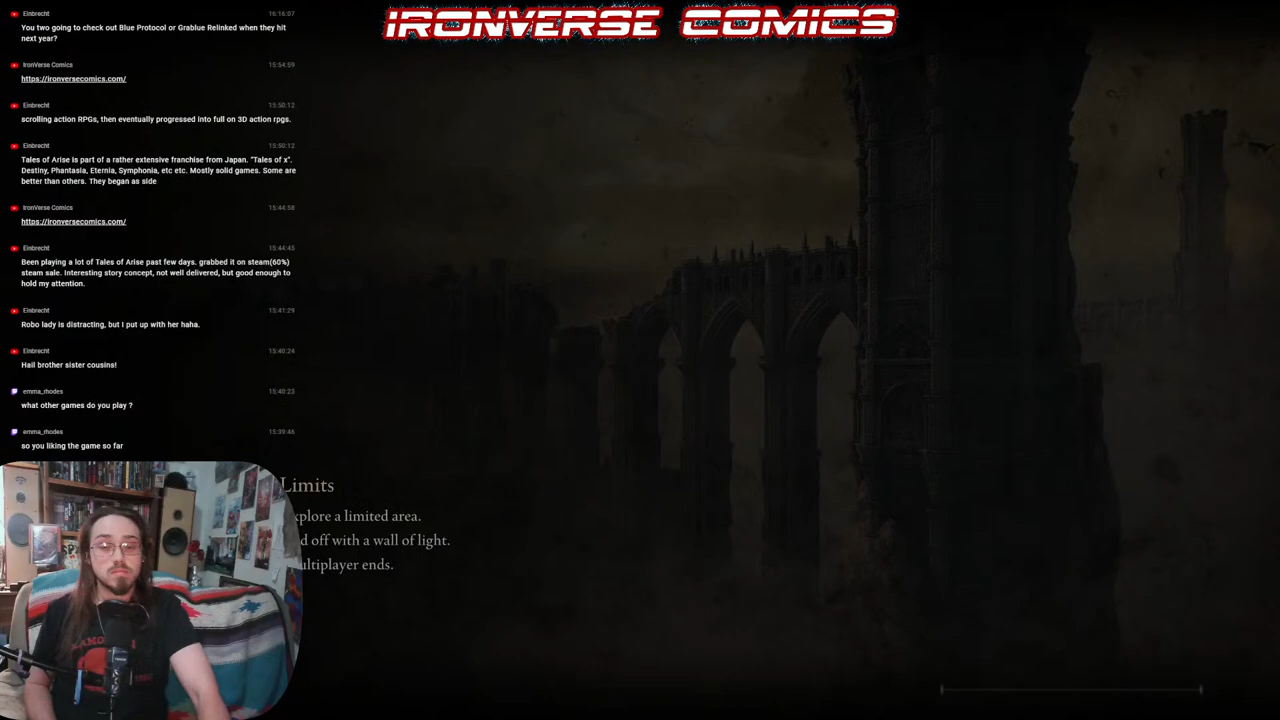 IRONVERSE COMICS
Einbrecht 16:16:07
You two going to check out Blue Protocol or Grablue Relinked when they hit
next year?
IronVerse Comics 15:54:59
https://ironversecomics.com/
Einbrecht 15:50:12
scrolling action RPGs, then eventually progressed into full on 3D action rpgs.
Einbrecht 15:50:12
Tales of Arise is part of a rather extensive franchise from Japan. "Tales of x".
Destiny, Phantasia, Eternia, Symphonia, etc etc. Mostly solid games. Some are
better than others. They began as side
IronVerse Comics 15:44:58
https://ironversecomics.com/
Einbrecht 15:44:45
Been playing a lot of Tales of Arise past few days. grabbed it on steam(60%)
steam sale. Interesting story concept, not well delivered, but good enough to
hold my attention.
Einbrecht 15:41:29
Robo lady is distracting, but I put up with her haha.
Einbrecht 15:40:24
Hail brother sister cousins!
emma_rhodes 15:40:23
what other games do you play ?
emma_rhodes 15:39:46
so you liking the game so far
Limits
xplore a limited area.
d off with a wall of light.
ultiplayer ends.